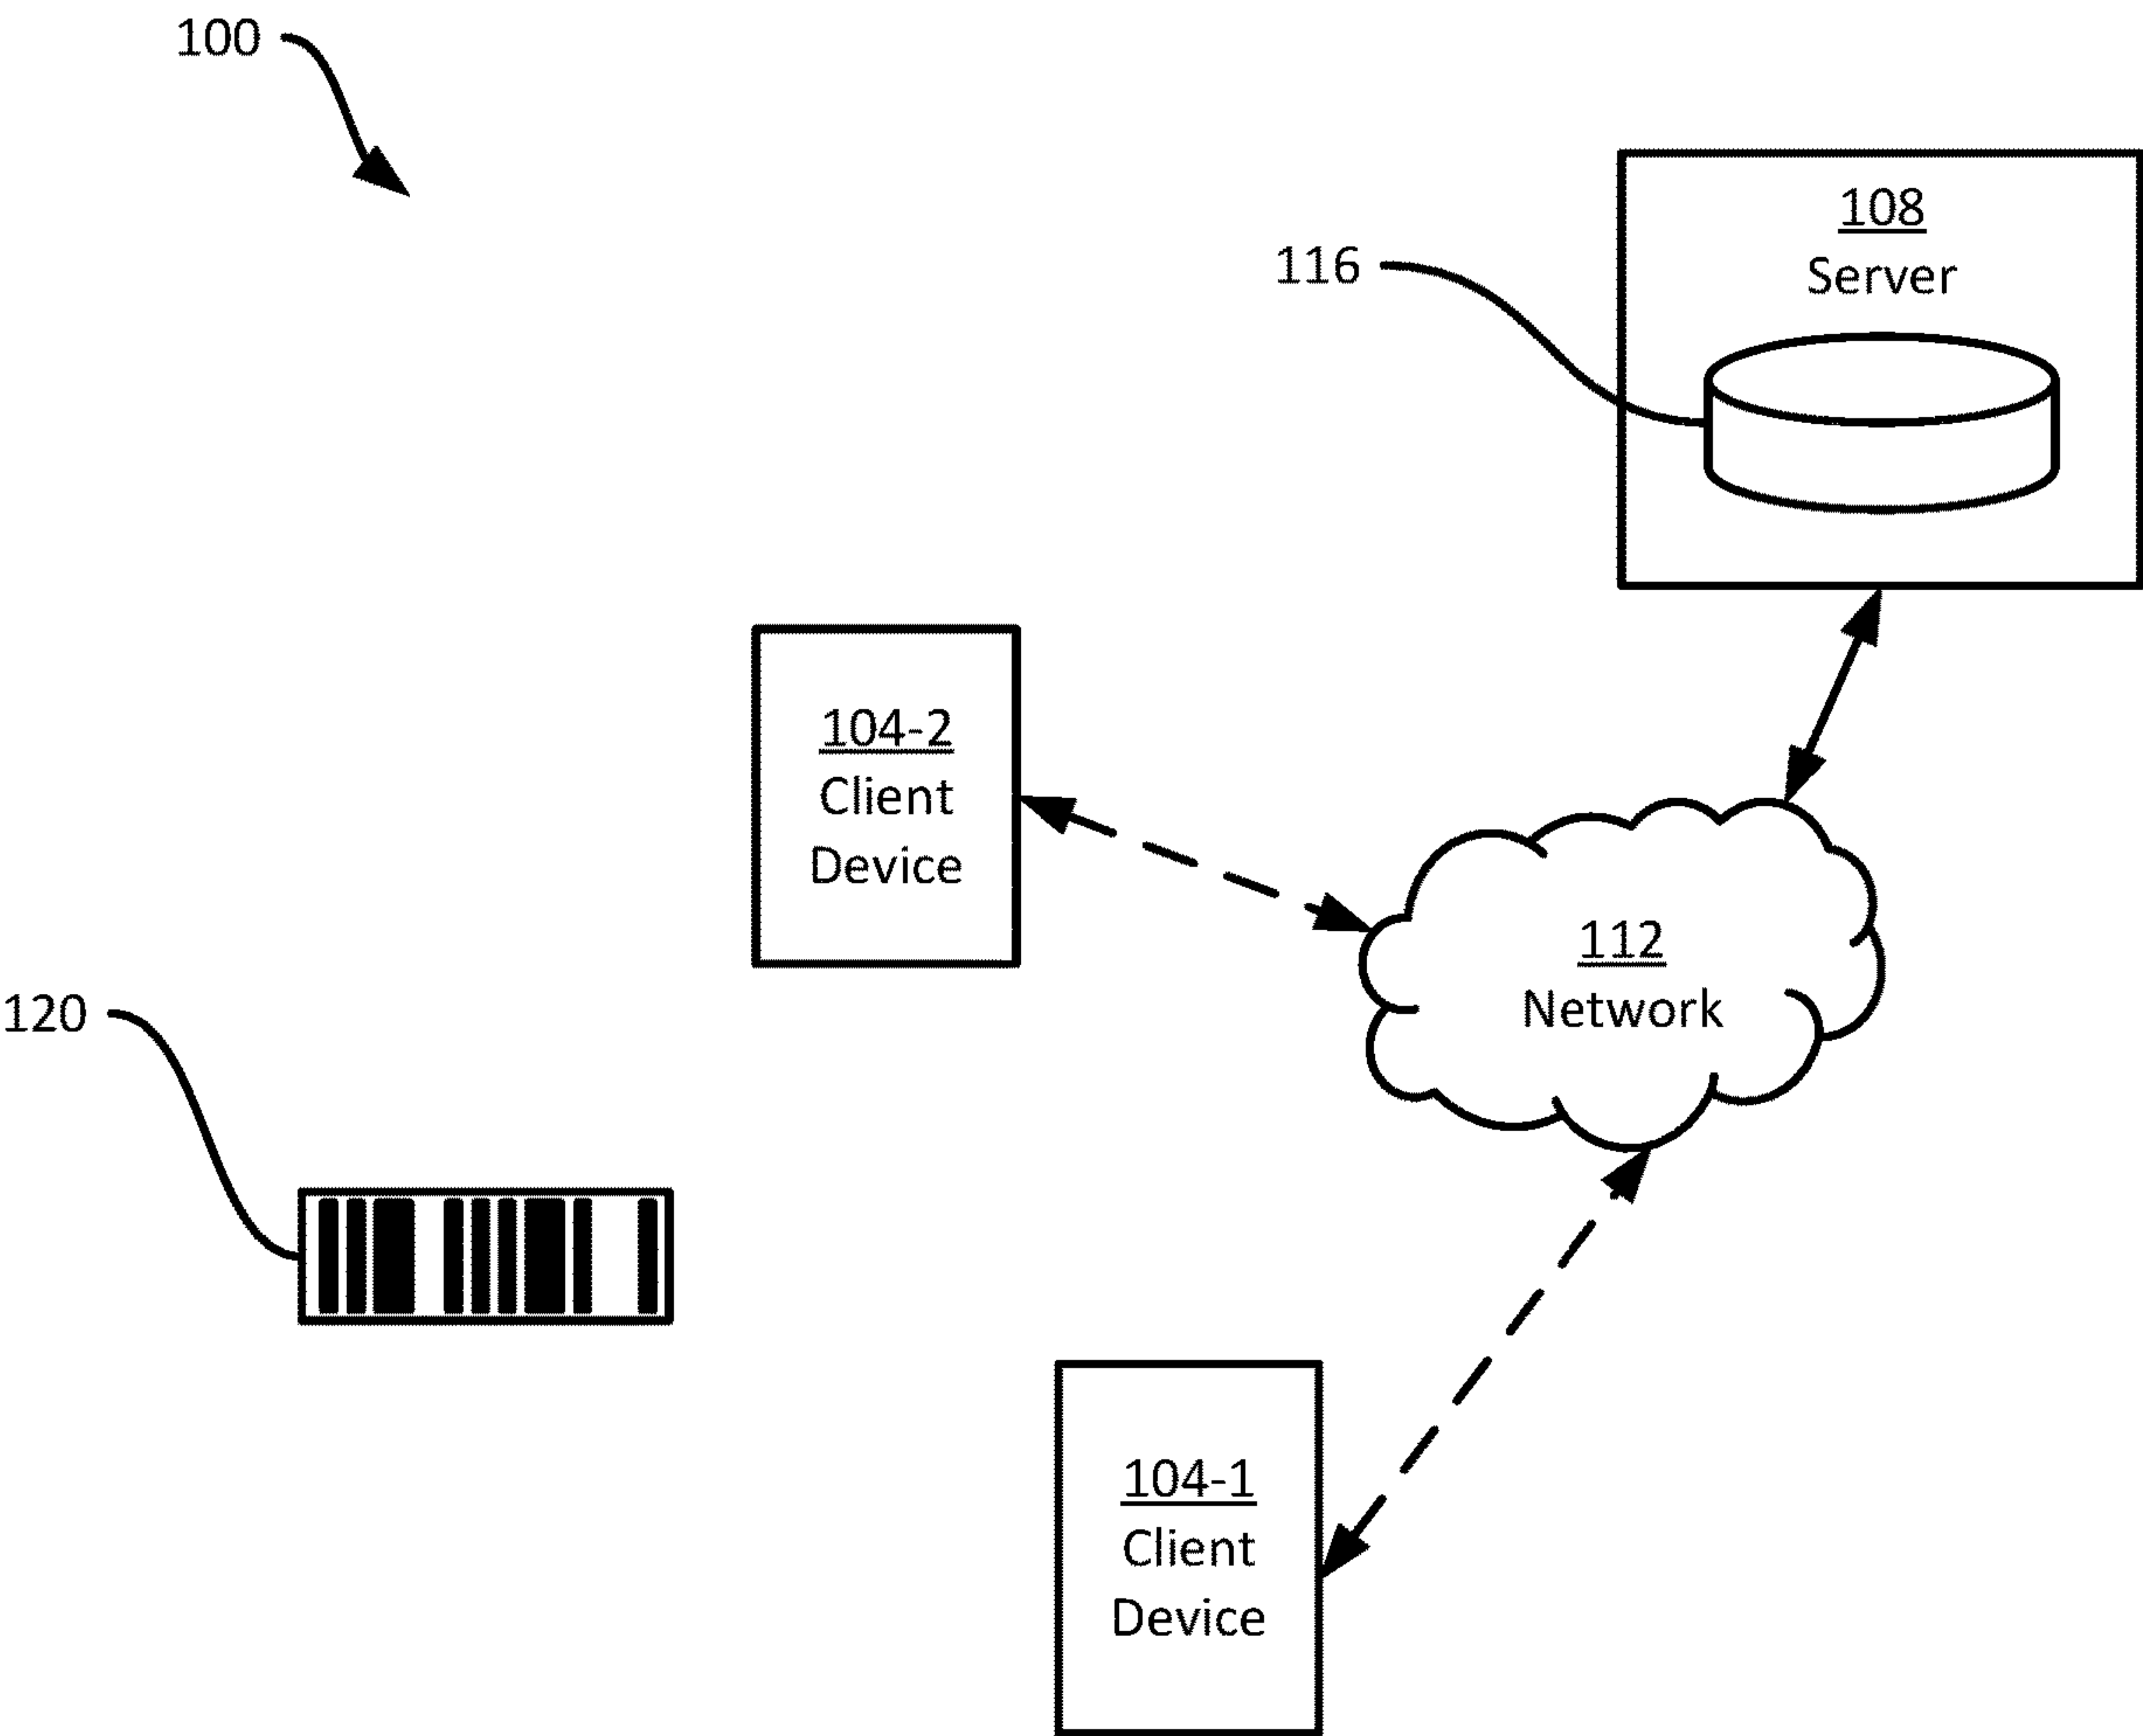 100
108
Server
116
104-2
Client
Device
112
Network
120
104-1
Client
Device